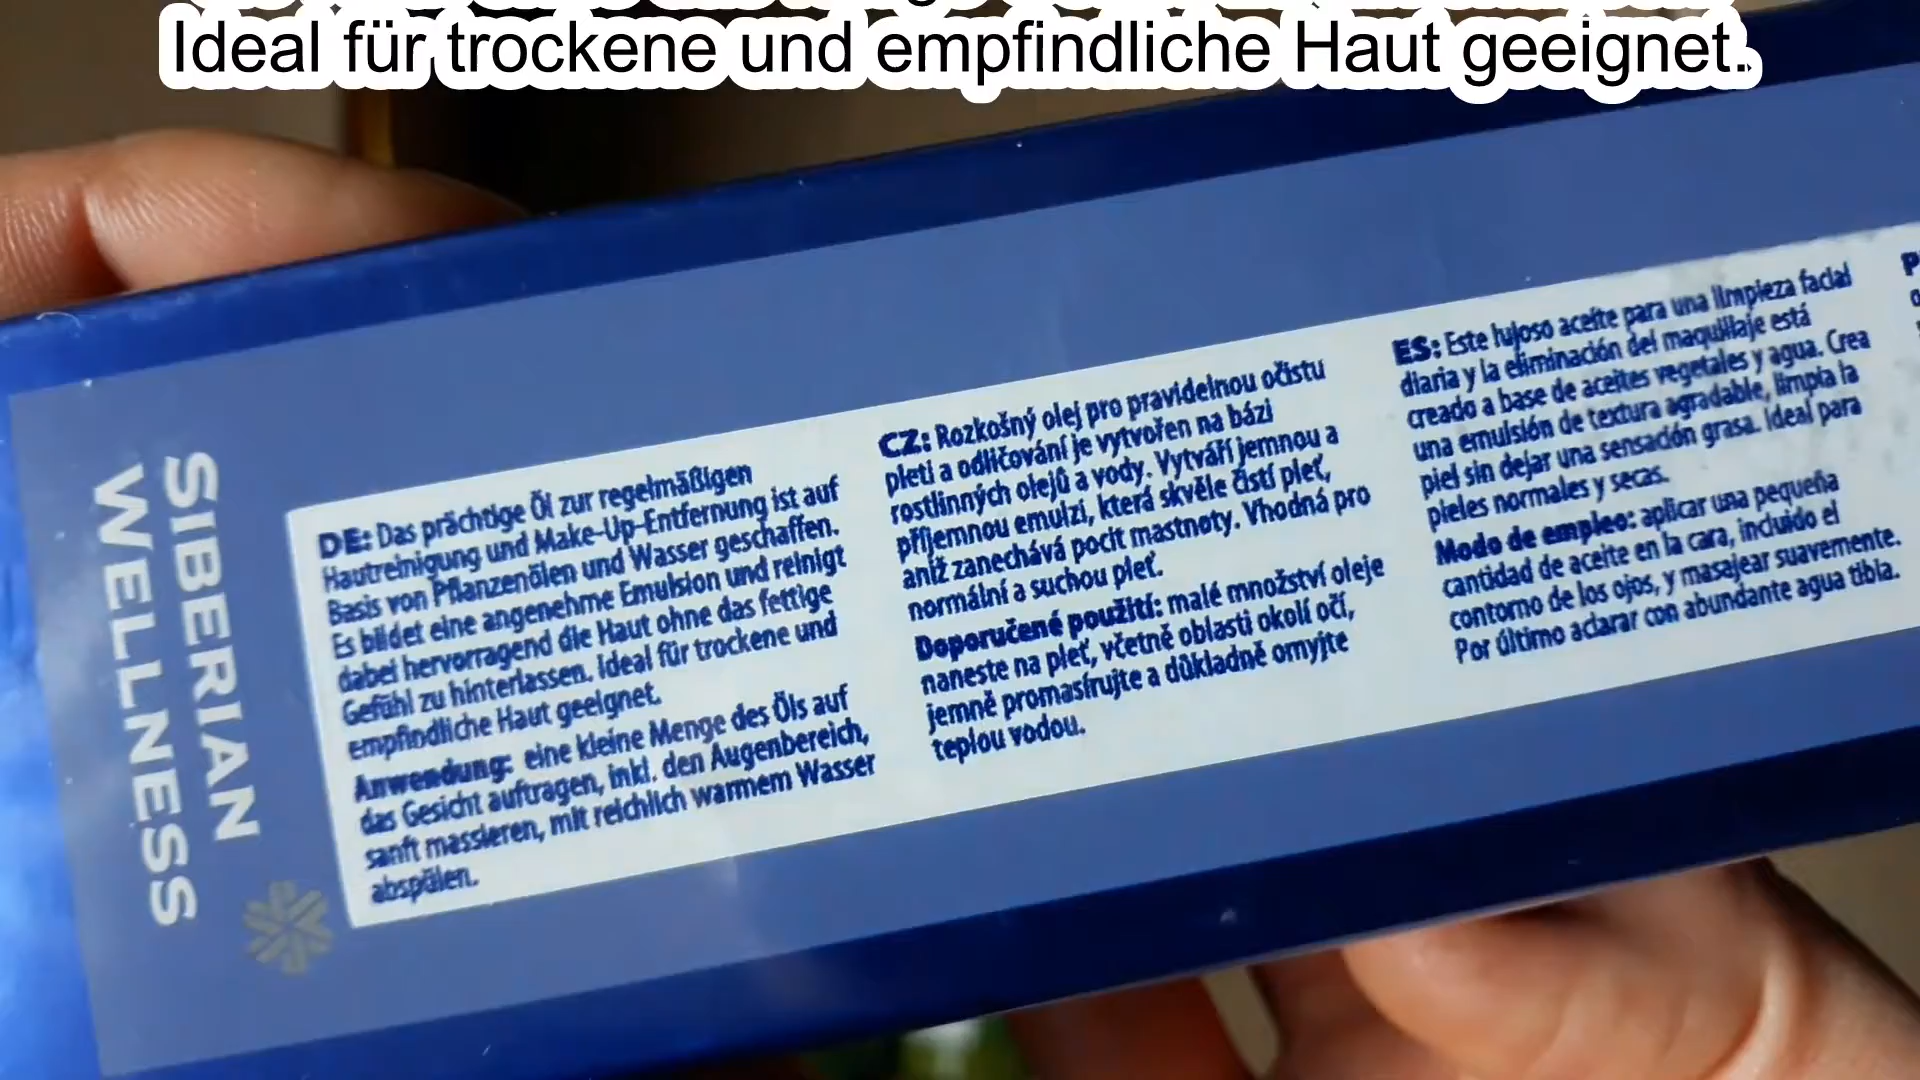 Ideal für trockene und empfindliche Haut geeignet.
SIBERIAN
WELLNESS
DE: Das prächtige Öl zur regelmäßigen
Hautreinigung und Make-Up-Entfernung ist auf
Basis von Pflanzenölen und Wasser geschaffen.
Es bildet eine angenehme Emulsion und reinigt
dabei hervorragend die Haut ohne das fettige
Gefühl zu hinterlassen. Ideal für trockene und
empfindliche Haut geeignet.
Anwendung: eine kleine Menge des Öls auf
das Gesicht auftragen, inkl. den Augenbereich,
sanft massieren, mit reichlich warmem Wasser
abspülen.
CZ: Rozkošný olej pro pravidelnou očistu
pleti a odličování je vytvořen na bázi
rostlinných olejů a vody. Vytváří jemnou a
příjemnou emulzi, která skvěle čistí pleť,
aniž zanechává pocit mastnoty. Vhodná pro
normální a suchou pleť.
Doporučené použití: malé množství oleje
naneste na pleť, včetně oblasti okolí očí,
jemně promasírujte a důkladně omyjte
teplou vodou.
ES: Este lujoso aceite para una limpieza facial
diaria y la eliminación del maquillaje está
creado a base de aceites vegetales y agua. Crea
una emulsión de textura agradable, limpia la
piel sin dejar una sensación grasa. Ideal para
pieles normales y secas.
Modo de empleo: aplicar una pequeña
cantidad de aceite en la cara, incluido el
contorno de los ojos, y masajear suavemente.
Por último aclarar con abundante agua tibia.